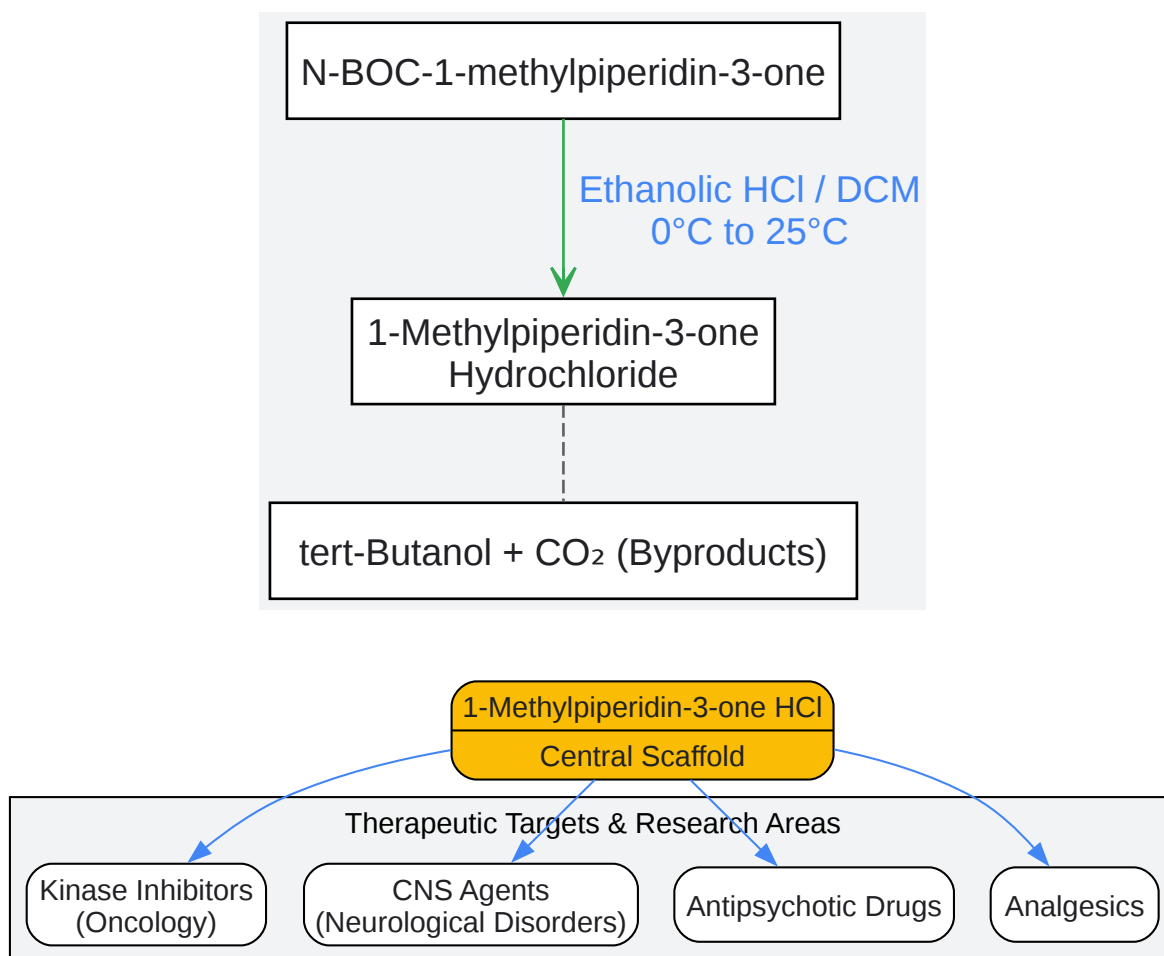 N-BOC-1-methylpiperidin-3-one
Ethanolic HCl / DCM
0°C to 25°C
1-Methylpiperidin-3-one
Hydrochloride
tert-Butanol + CO₂ (Byproducts)
1-Methylpiperidin-3-one HCl
Central Scaffold
Therapeutic Targets & Research Areas
Kinase Inhibitors
(Oncology)
CNS Agents
(Neurological Disorders)
Antipsychotic Drugs
Analgesics